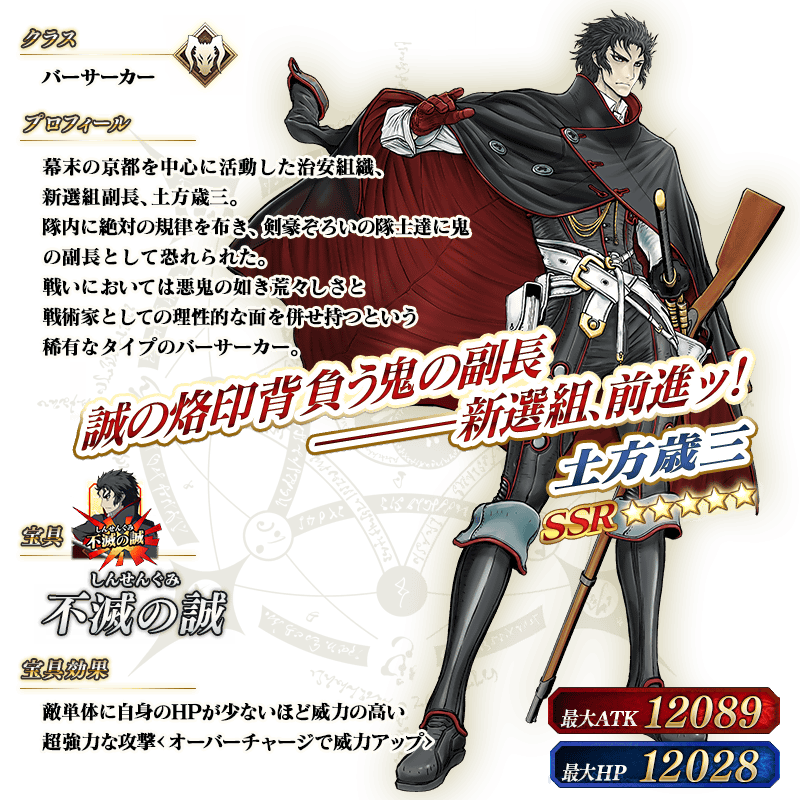 クラス
バーサーカー
プロフィール
幕末の京都を中心に活動した治安組織、
新選組副長、土方歳三。
隊内に絶対の規律を布き、剣豪ぞろいの隊士達に鬼
の副長として恐れられた。
戦いにおいては悪鬼の如き荒々しさと
戦術家としての理性的な面を併せ持つという
稀有なタイプのバーサーカー。
誠の烙印背負う鬼の副長
――――新選組、前進ッ!
土方歳三
SSR ★★★★★
宝具
しんせんぐみ
不滅の誠
しんせんぐみ
不滅の誠
宝具効果
敵単体に自身のHPが少ないほど威力の高い
超強力な攻撃<オーバーチャージで威力アップ>
最大ATK 12089
最大HP 12028